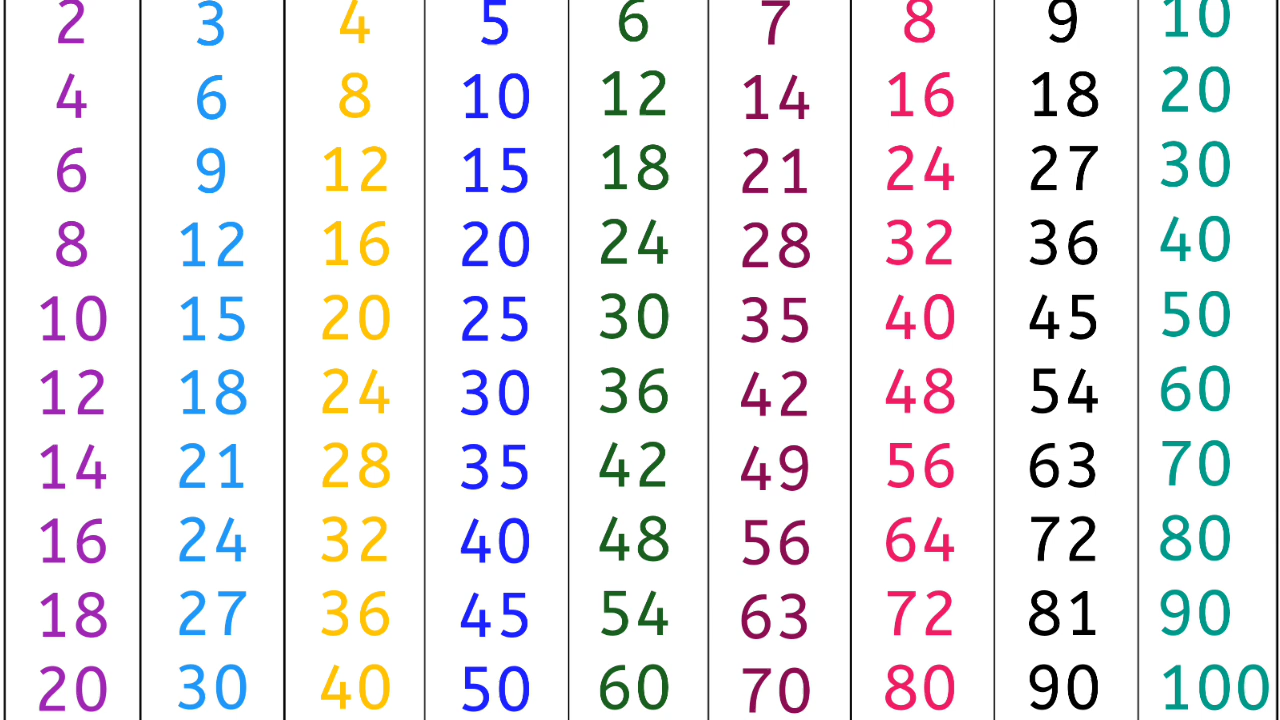 2 3 4 5 6 7 8 9 10
4 6 8 10 12 14 16 18 20
6 9 12 15 18 21 24 27 30
8 12 16 20 24 28 32 36 40
10 15 20 25 30 35 40 45 50
12 18 24 30 36 42 48 54 60
14 21 28 35 42 49 56 63 70
16 24 32 40 48 56 64 72 80
18 27 36 45 54 63 72 81 90
20 30 40 50 60 70 80 90 100